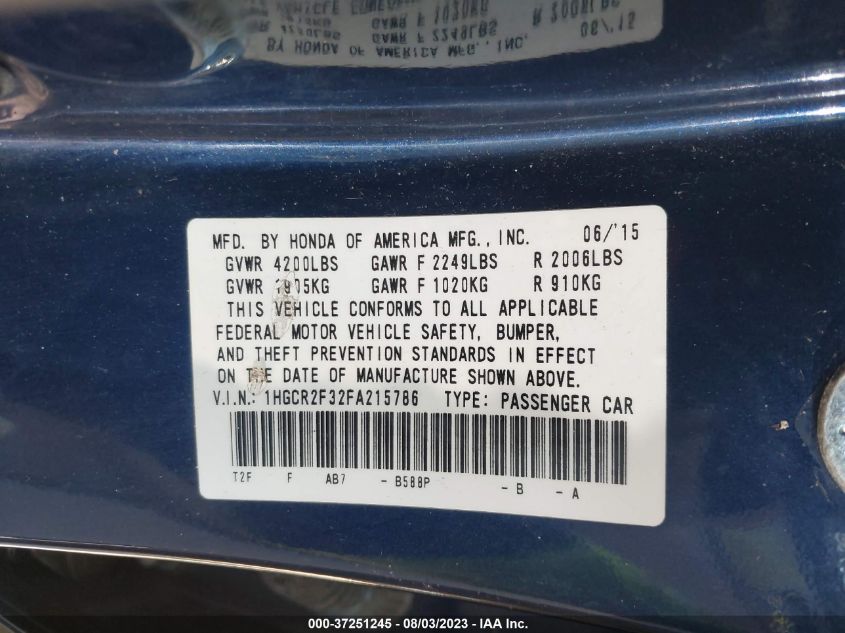 MFD. BY HONDA OF AMERICA MFG., INC. 06/'15
GVWR 4200LBS GAWR F 2249LBS R 2006LBS
GVWR 1905KG GAWR F 1020KG R 910KG
THIS VEHICLE CONFORMS TO ALL APPLICABLE
FEDERAL MOTOR VEHICLE SAFETY, BUMPER,
AND THEFT PREVENTION STANDARDS IN EFFECT
ON THE DATE OF MANUFACTURE SHOWN ABOVE.
V.I.N.: 1HGCR2F32FA215786 TYPE: PASSENGER CAR
T2F F AB7 - B588P - B - A
000-37251245 - 08/03/2023 - IAA Inc.